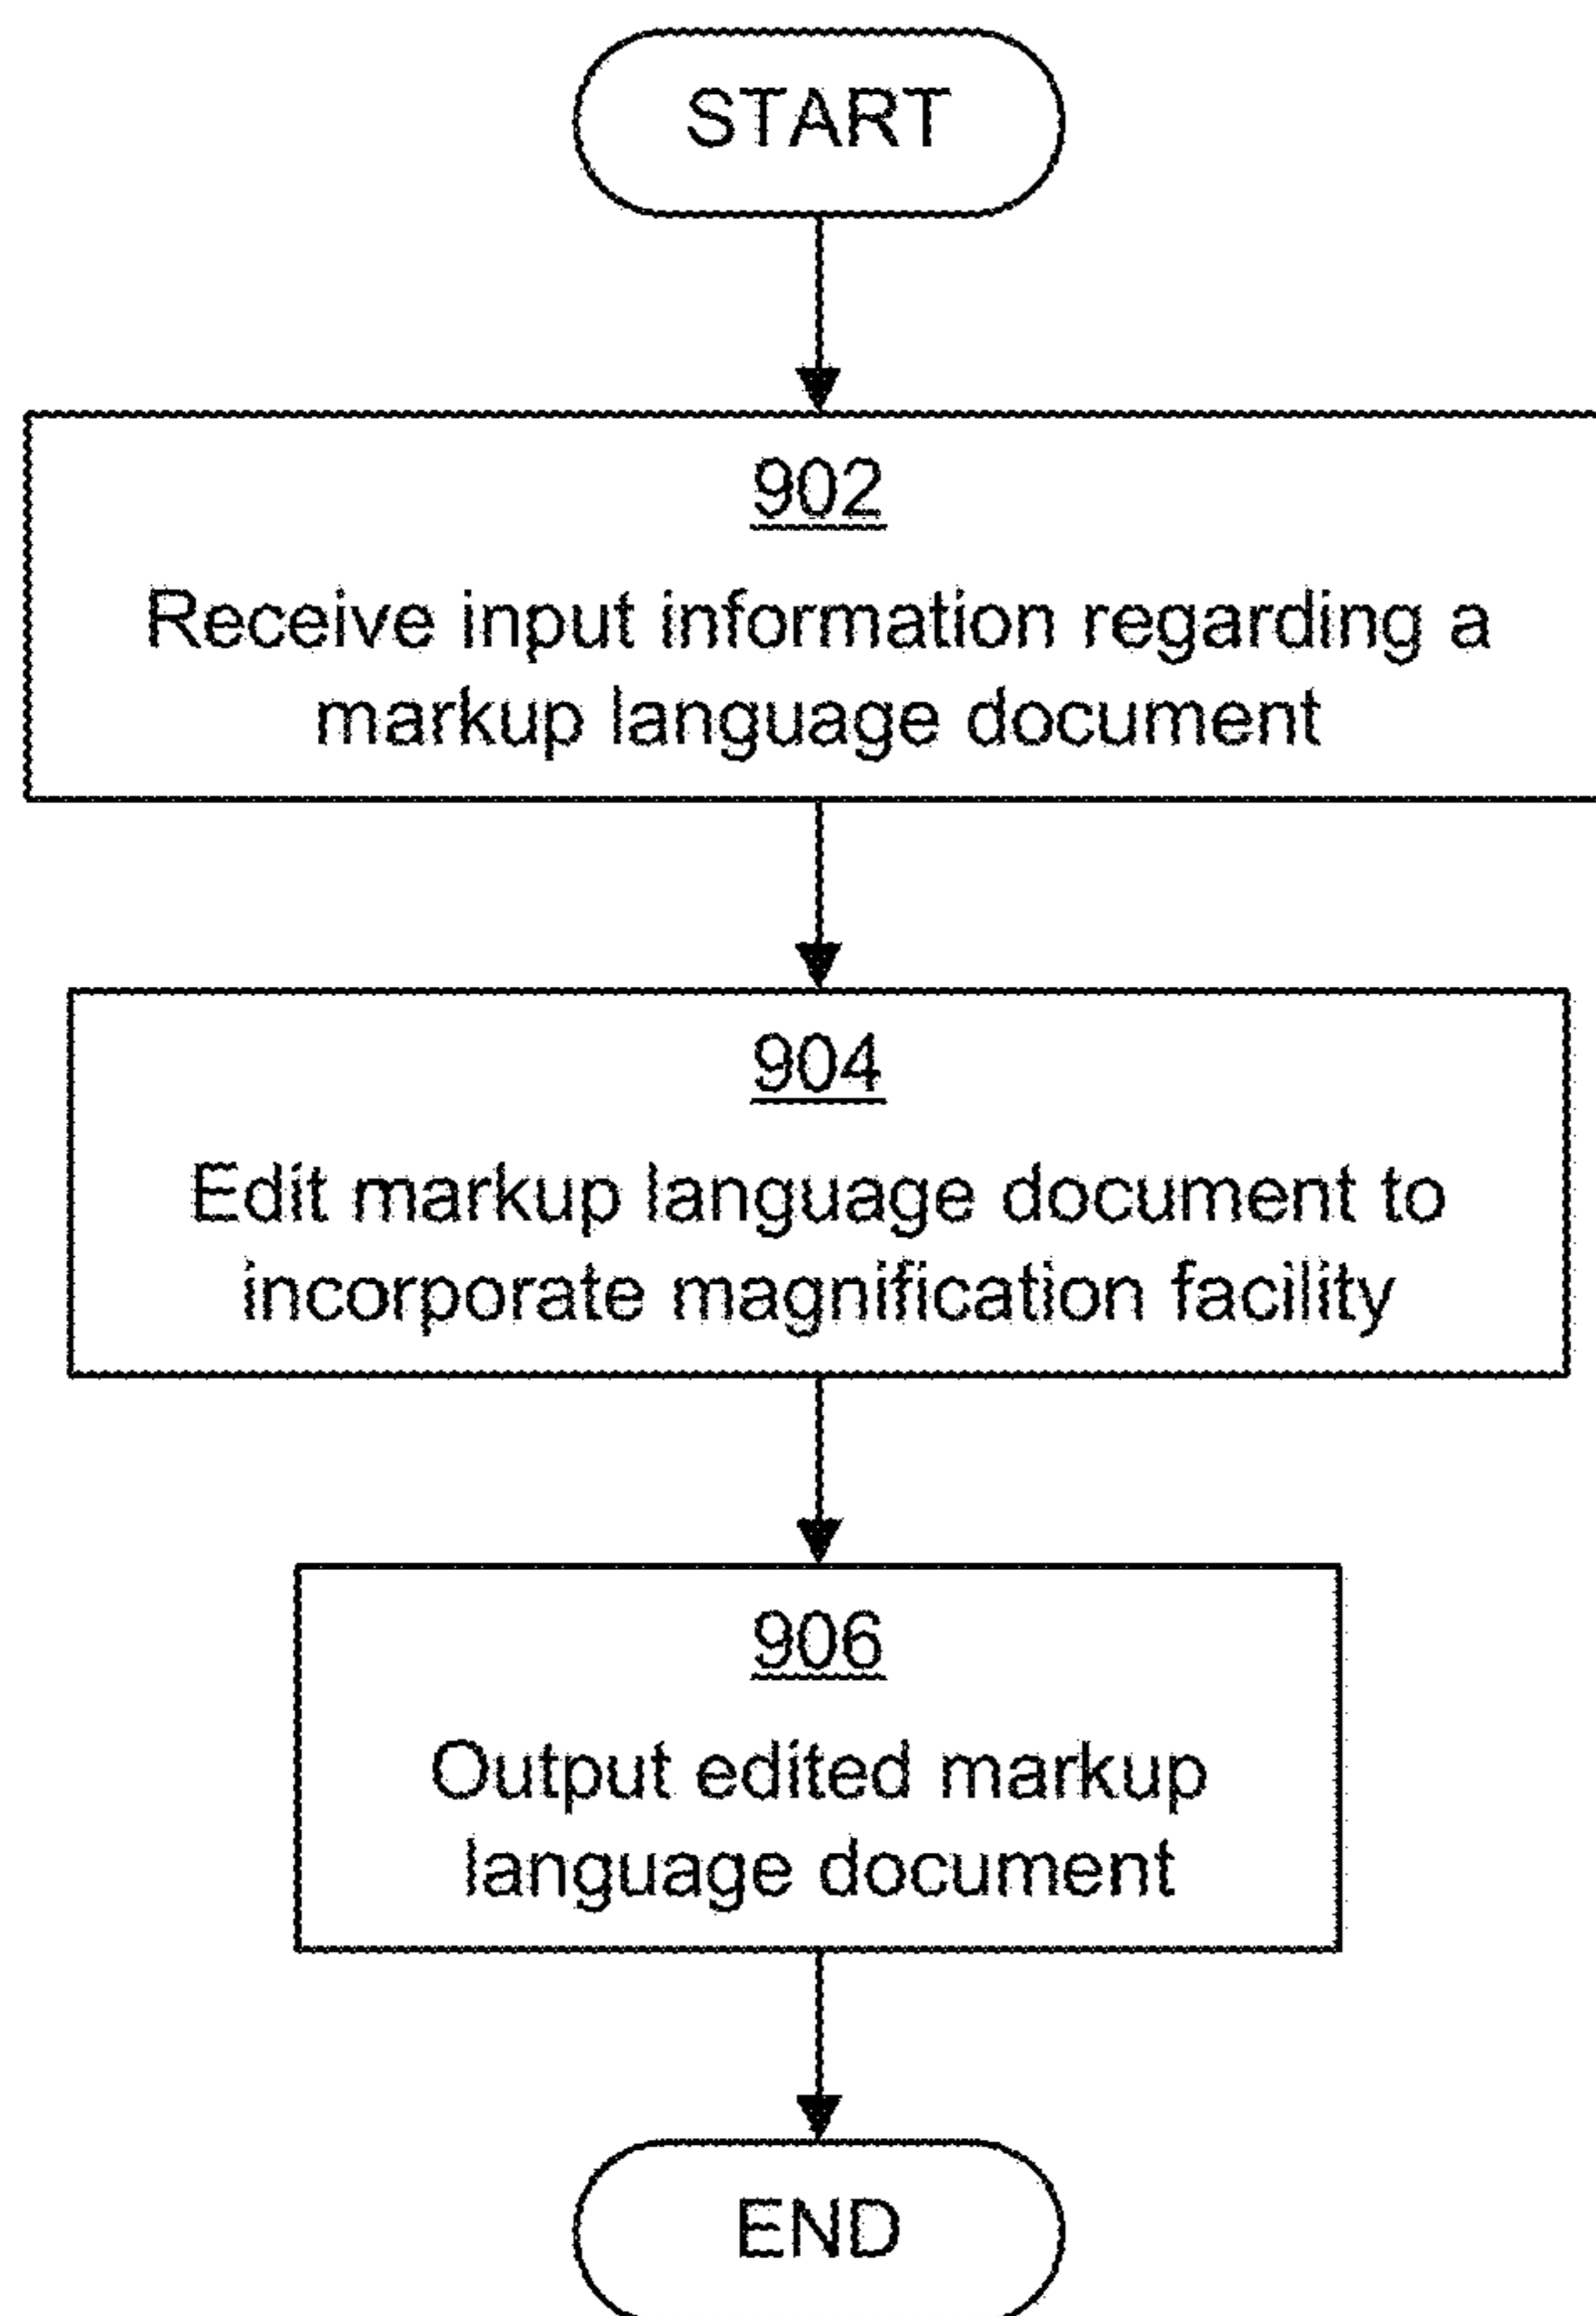 START
902
Receive input information regarding a
markup language document
904
Edit markup language document to
incorporate magnification facility
906
Output edited markup
language document
END